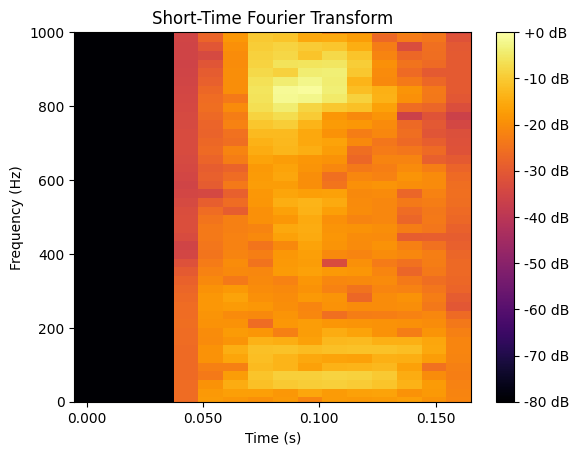 Short-Time Fourier Transform
1000
800
600
400
200
0
Frequency (Hz)
0.000
0.050
0.100
0.150
Time (s)
+0 dB
-10 dB
-20 dB
-30 dB
-40 dB
-50 dB
-60 dB
-70 dB
-80 dB